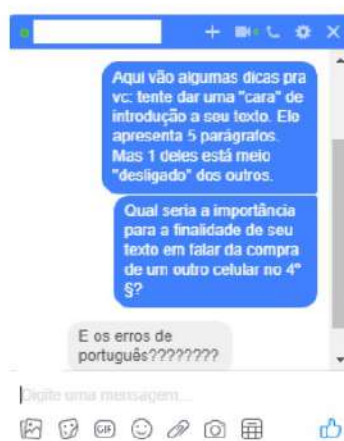 Aqui vão algumas dicas pra
vc: tente dar uma "cara" de
introdução a seu texto. Elo
apresenta 5 parágrafos.
Mas 1 deles está meio
"desligado" dos outros.
Qual seria a importância
para a finalidade de seu
texto em falar da compra
de um outro celular no 4º
§?
E os erros de
português????????
Digite uma mensagem...
GIF